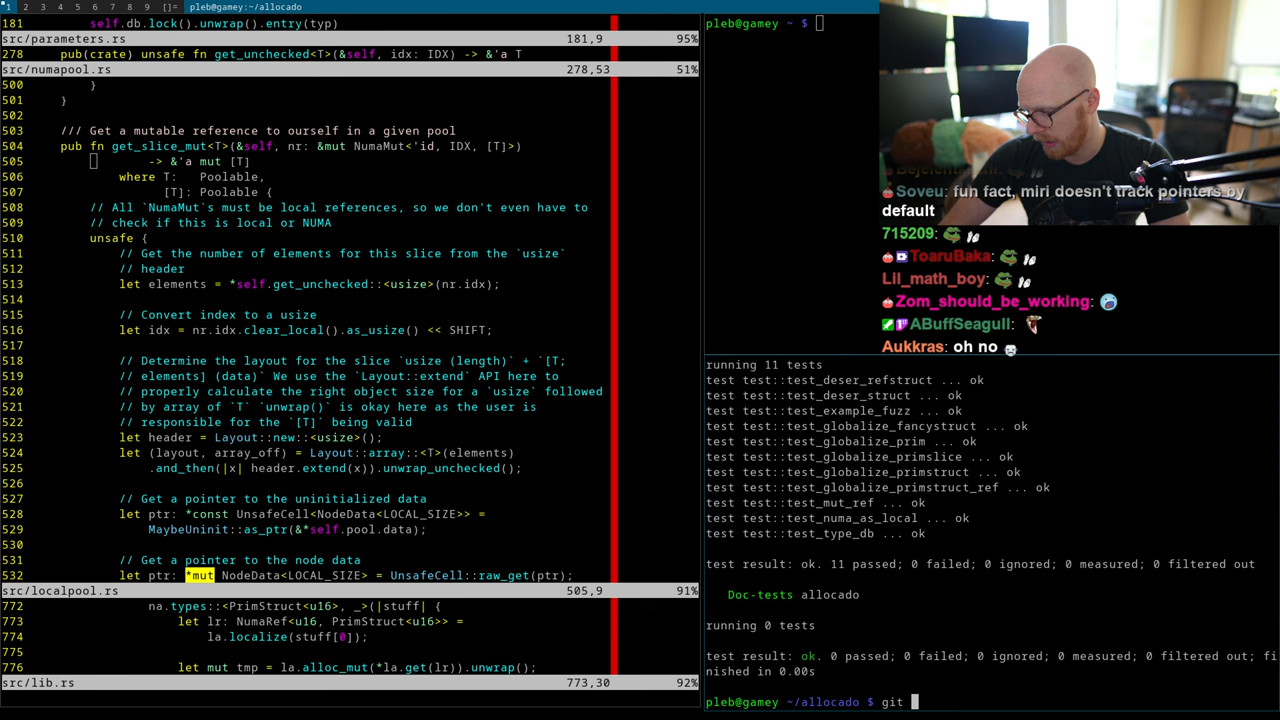 1 2 3 4 5 6 7 8 9 []= pleb@gamey:~/allocado
181         self.db.lock().unwrap().entry(typ)
src/parameters.rs 181,9 95%
278     pub(crate) unsafe fn get_unchecked<T>(&self, idx: IDX) -> &'a T
src/numapool.rs 278,53 51%
500         }
501     }
502
503     /// Get a mutable reference to ourself in a given pool
504     pub fn get_slice_mut<T>(&self, nr: &mut NumaMut<'id, IDX, [T]>)
505             -> &'a mut [T]
506         where T:   Poolable,
507               [T]: Poolable {
508         // All `NumaMut`s must be local references, so we don't even have to
509         // check if this is local or NUMA
510         unsafe {
511             // Get the number of elements for this slice from the `usize`
512             // header
513             let elements = *self.get_unchecked::<usize>(nr.idx);
514
515             // Convert index to a usize
516             let idx = nr.idx.clear_local().as_usize() << SHIFT;
517
518             // Determine the layout for the slice `usize (length)` + `[T;
519             // elements] (data)` We use the `Layout::extend` API here to
520             // properly calculate the right object size for a `usize` followed
521             // by array of `T` `unwrap()` is okay here as the user is
522             // responsible for the `[T]` being valid
523             let header = Layout::new::<usize>();
524             let (layout, array_off) = Layout::array::<T>(elements)
525                 .and_then(|x| header.extend(x)).unwrap_unchecked();
526
527             // Get a pointer to the uninitialized data
528             let ptr: *const UnsafeCell<NodeData<LOCAL_SIZE>> =
529                 MaybeUninit::as_ptr(&*self.pool.data);
530
531             // Get a pointer to the node data
532             let ptr: *mut NodeData<LOCAL_SIZE> = UnsafeCell::raw_get(ptr);
src/localpool.rs 505,9 91%
772                 na.types::<PrimStruct<u16>, _>(|stuff| {
773                     let lr: NumaRef<u16, PrimStruct<u16>> =
774                         la.localize(stuff[0]);
775
776                     let mut tmp = la.alloc_mut(*la.get(lr)).unwrap();
src/lib.rs 773,30 92%
pleb@gamey ~ $
Soveu: fun fact, miri doesn't track pointers by
default
715209:
ToaruBaka:
Lil_math_boy:
Zom_should_be_working:
ABuffSeagull:
Aukkras: oh no
running 11 tests
test test::test_deser_refstruct ... ok
test test::test_deser_struct ... ok
test test::test_example_fuzz ... ok
test test::test_globalize_fancystruct ... ok
test test::test_globalize_prim ... ok
test test::test_globalize_primslice ... ok
test test::test_globalize_primstruct ... ok
test test::test_globalize_primstruct_ref ... ok
test test::test_mut_ref ... ok
test test::test_numa_as_local ... ok
test test::test_type_db ... ok
test result: ok. 11 passed; 0 failed; 0 ignored; 0 measured; 0 filtered out
Doc-tests allocado
running 0 tests
test result: ok. 0 passed; 0 failed; 0 ignored; 0 measured; 0 filtered out; fi
nished in 0.00s
pleb@gamey ~/allocado $ git